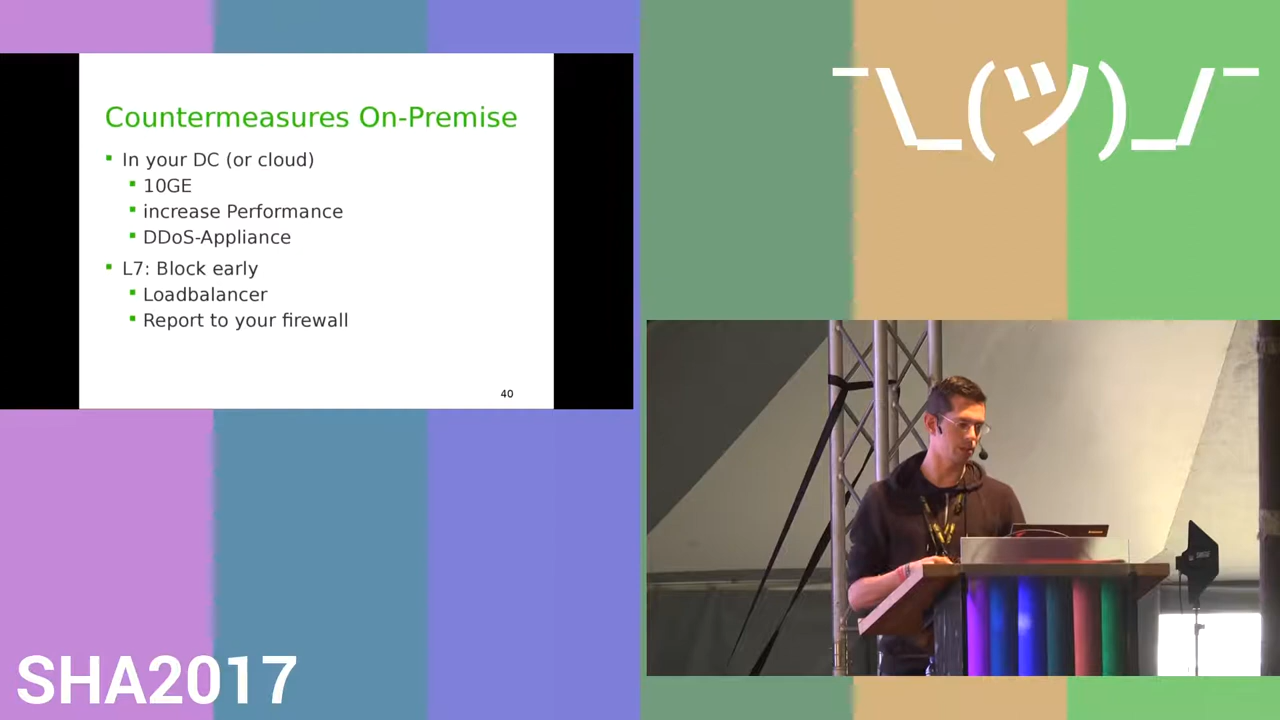 Countermeasures On-Premise
In your DC (or cloud)
10GE
increase Performance
DDoS-Appliance
L7: Block early
Loadbalancer
Report to your firewall
40
¯\_(ツ)_/¯
SHA2017